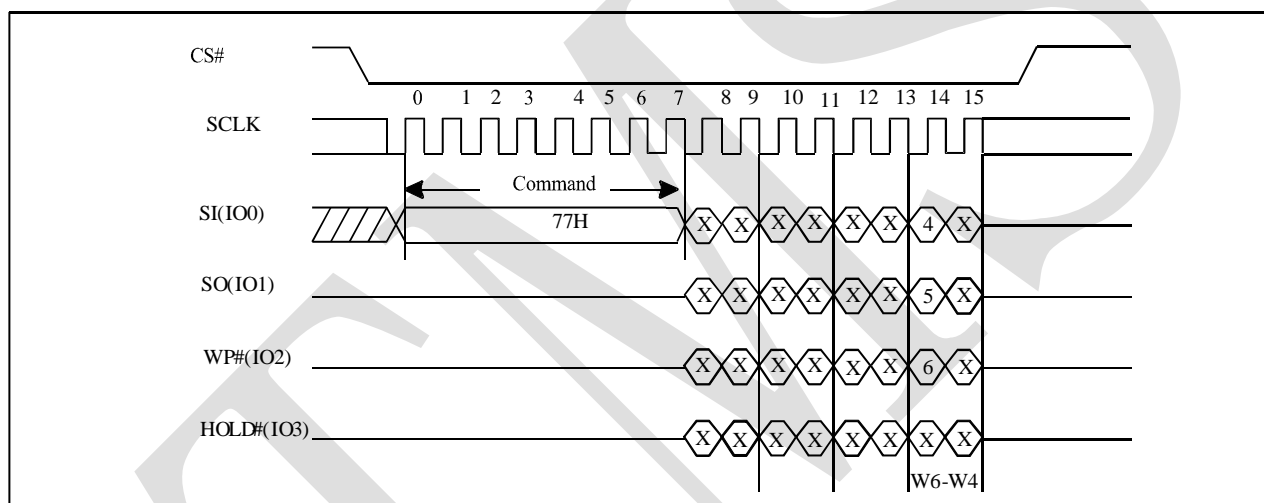 CS#
0 1 2 3 4 5 6 7 8 9 10 11 12 13 14 15
SCLK
Command
SI(IO0) 77H X X X X X X 4 X
SO(IO1) X X X X X X 5 X
WP#(IO2) X X X X X X 6 X
HOLD#(IO3) X X X X X X X X
W6-W4